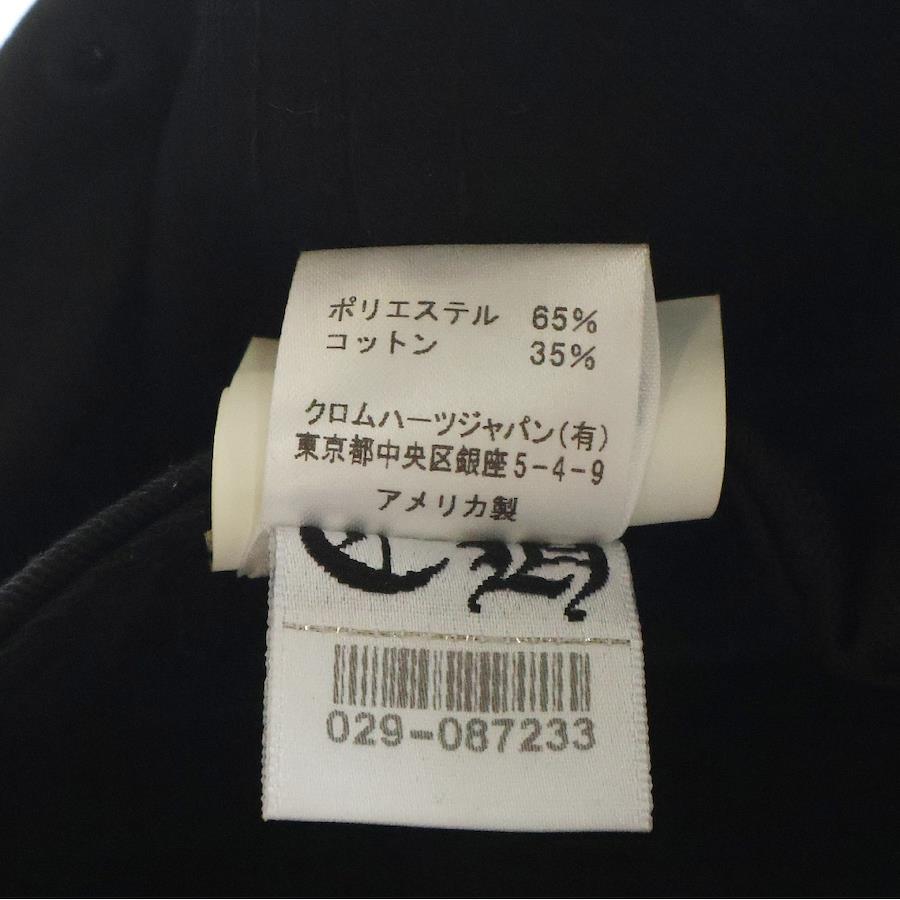 ポリエステル 65%
コットン 35%
クロムハーツジャパン(有)
東京都中央区銀座5-4-9
アメリカ製
CH
029-087233